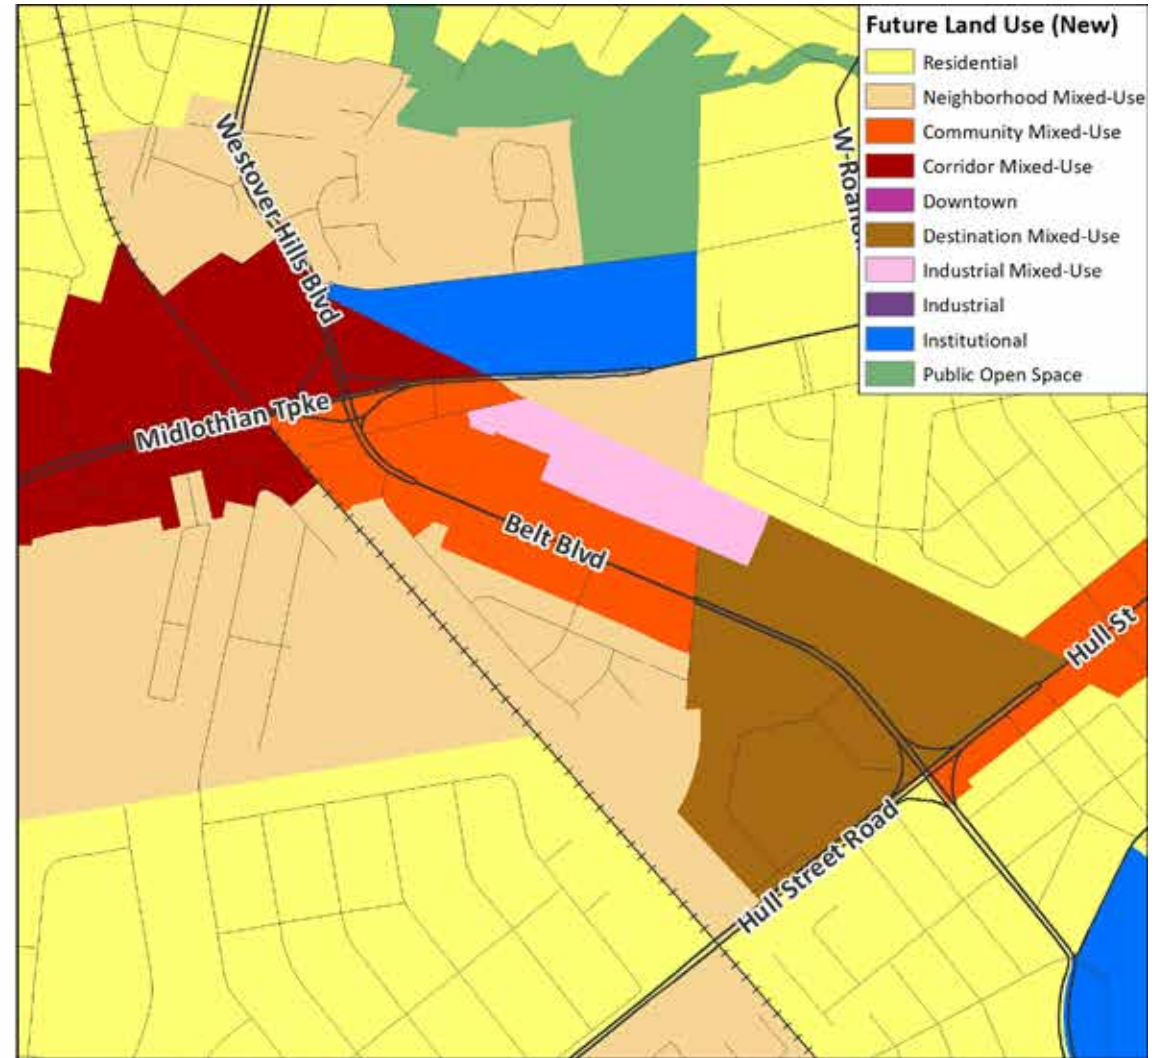 Future Land Use (New)
Residential
Neighborhood Mixed-Use
Community Mixed-Use
Corridor Mixed-Use
Downtown
Destination Mixed-Use
Industrial Mixed-Use
Industrial
Institutional
Public Open Space
Westover Hills Blvd
Midlothian Tpke
Belt Blvd
Hull St
Hull Street Road